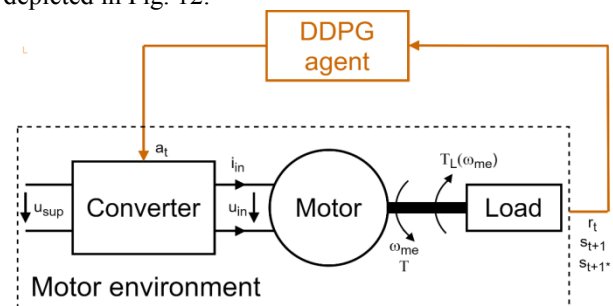 depicted in Fig. 12.
DDPG
agent
a_t
i_in
T_L(ω_me)
u_sup
Converter
u_in
Motor
Load
ω_me
T
r_t
s_t+1
s_t+1*
Motor environment